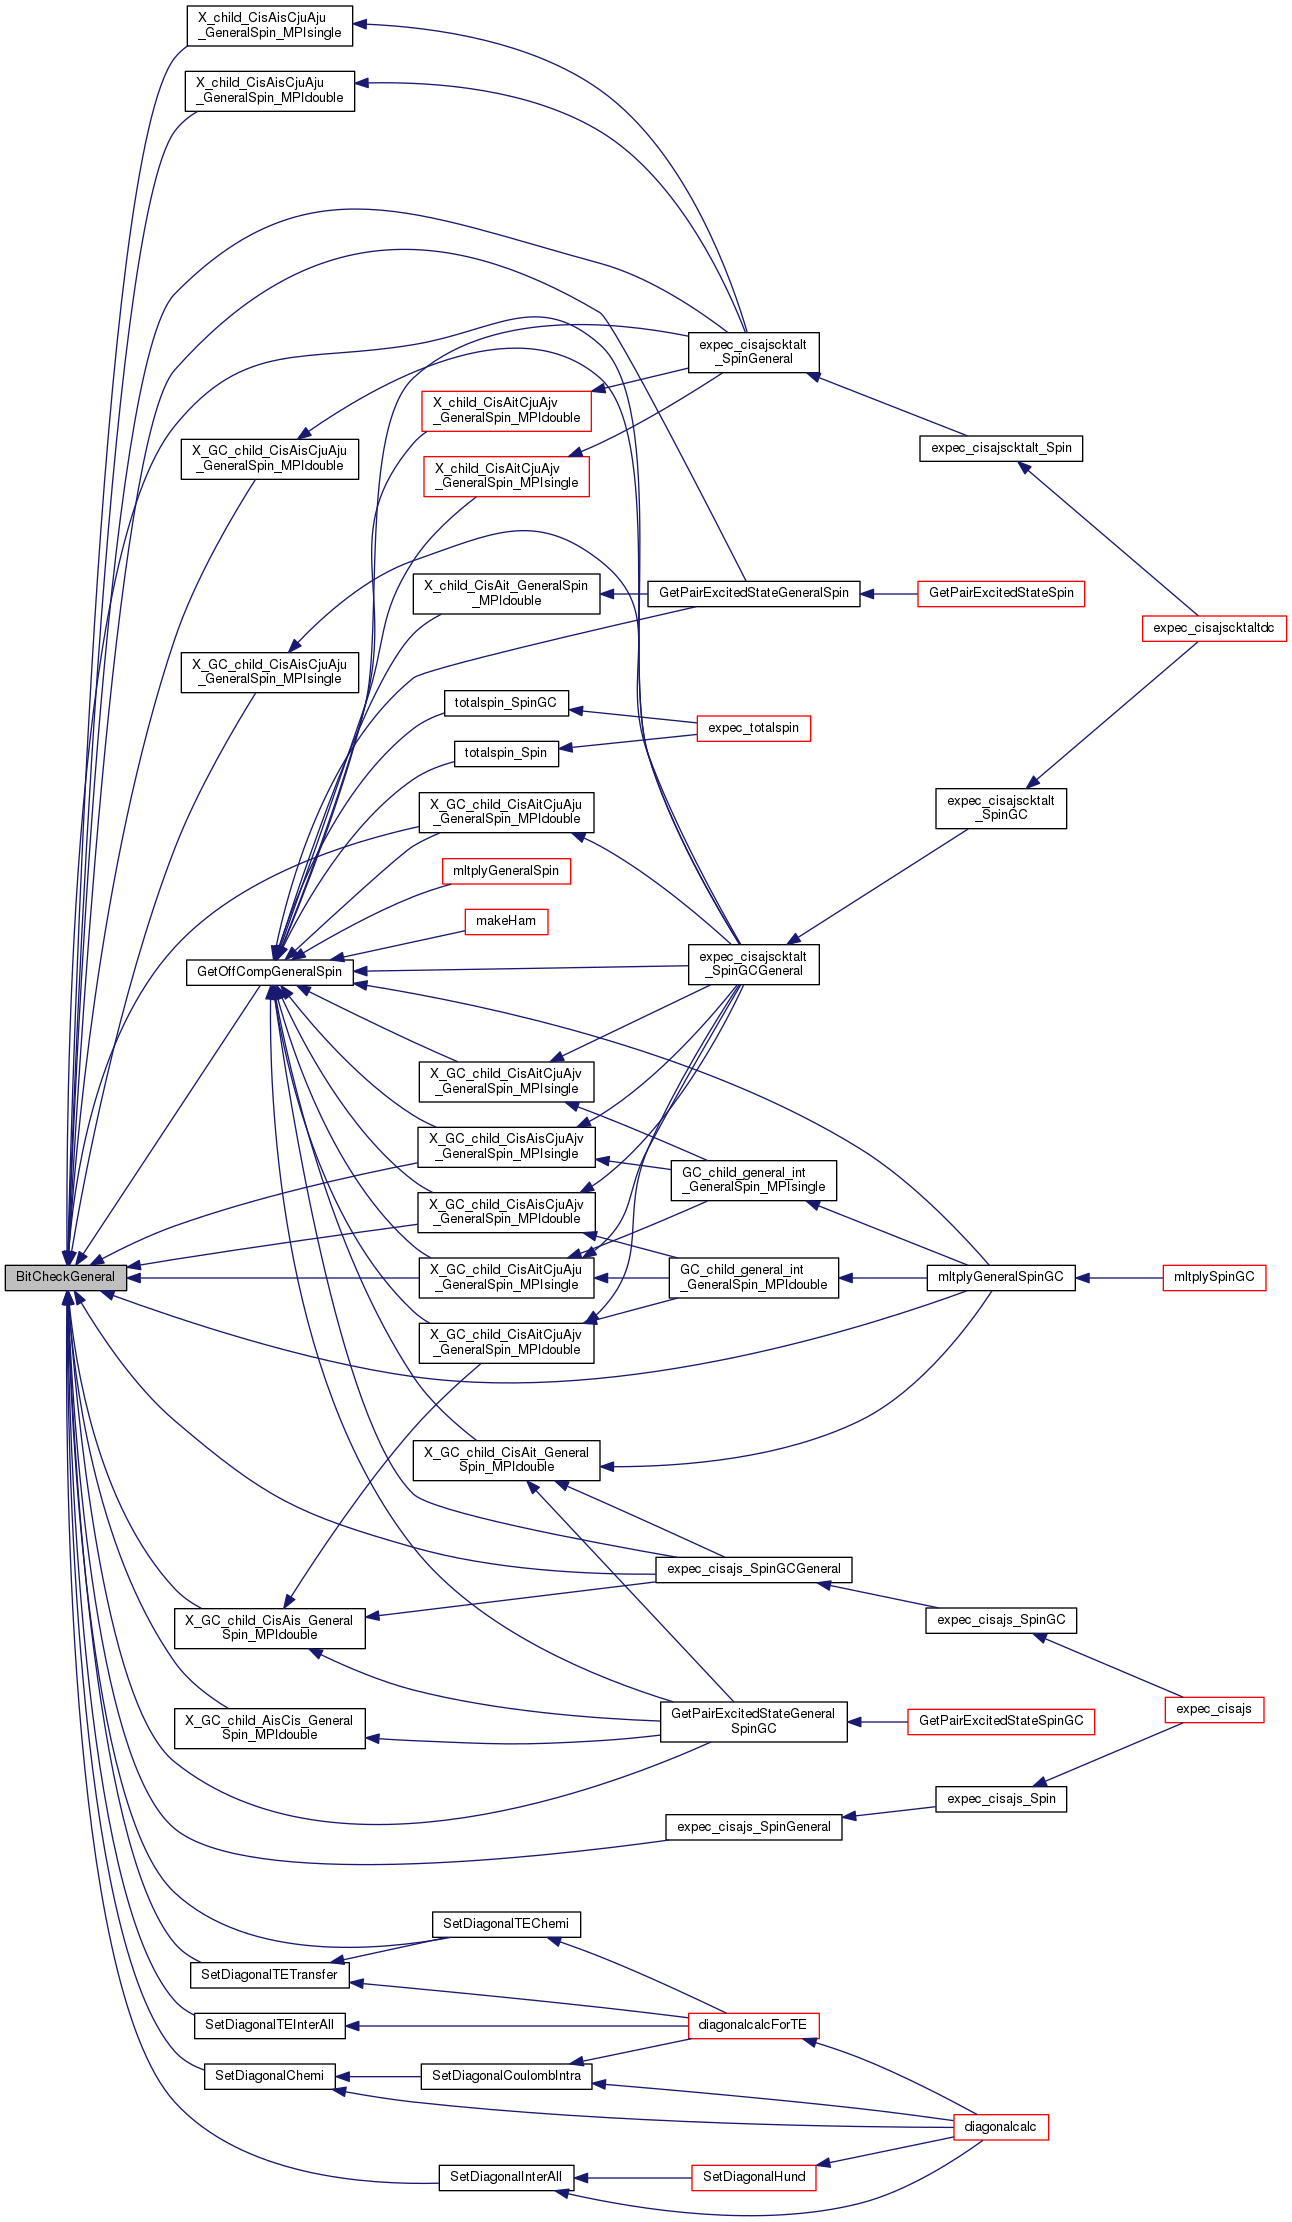 X_child_CisAisCjuAju
_GeneralSpin_MPIsingle
X_child_CisAisCjuAju
_GeneralSpin_MPIdouble
expec_cisajscktalt
_SpinGeneral
X_child_CisAitCjuAjv
_GeneralSpin_MPIdouble
X_GC_child_CisAisCjuAju
_GeneralSpin_MPIdouble
expec_cisajscktalt_Spin
X_child_CisAitCjuAjv
_GeneralSpin_MPIsingle
X_child_CisAit_GeneralSpin
_MPIdouble
GetPairExcitedStateGeneralSpin
GetPairExcitedStateSpin
expec_cisajscktaltdc
X_GC_child_CisAisCjuAju
_GeneralSpin_MPIsingle
totalspin_SpinGC
expec_totalspin
totalspin_Spin
X_GC_child_CisAitCjuAju
_GeneralSpin_MPIdouble
expec_cisajscktalt
_SpinGC
mltplyGeneralSpin
makeHam
GetOffCompGeneralSpin
expec_cisajscktalt
_SpinGCGeneral
X_GC_child_CisAitCjuAjv
_GeneralSpin_MPIsingle
X_GC_child_CisAisCjuAjv
_GeneralSpin_MPIsingle
GC_child_general_int
_GeneralSpin_MPIsingle
X_GC_child_CisAisCjuAjv
_GeneralSpin_MPIdouble
BitCheckGeneral
X_GC_child_CisAitCjuAju
_GeneralSpin_MPIsingle
GC_child_general_int
_GeneralSpin_MPIdouble
mltplyGeneralSpinGC
mltplySpinGC
X_GC_child_CisAitCjuAjv
_GeneralSpin_MPIdouble
X_GC_child_CisAit_General
Spin_MPIdouble
expec_cisajs_SpinGCGeneral
X_GC_child_CisAis_General
Spin_MPIdouble
expec_cisajs_SpinGC
X_GC_child_AisCis_General
Spin_MPIdouble
GetPairExcitedStateGeneral
SpinGC
GetPairExcitedStateSpinGC
expec_cisajs
expec_cisajs_Spin
expec_cisajs_SpinGeneral
SetDiagonalTEChemi
SetDiagonalTETransfer
SetDiagonalTEInterAll
diagonalcalcForTE
SetDiagonalChemi
SetDiagonalCoulombIntra
diagonalcalc
SetDiagonalInterAll
SetDiagonalHund